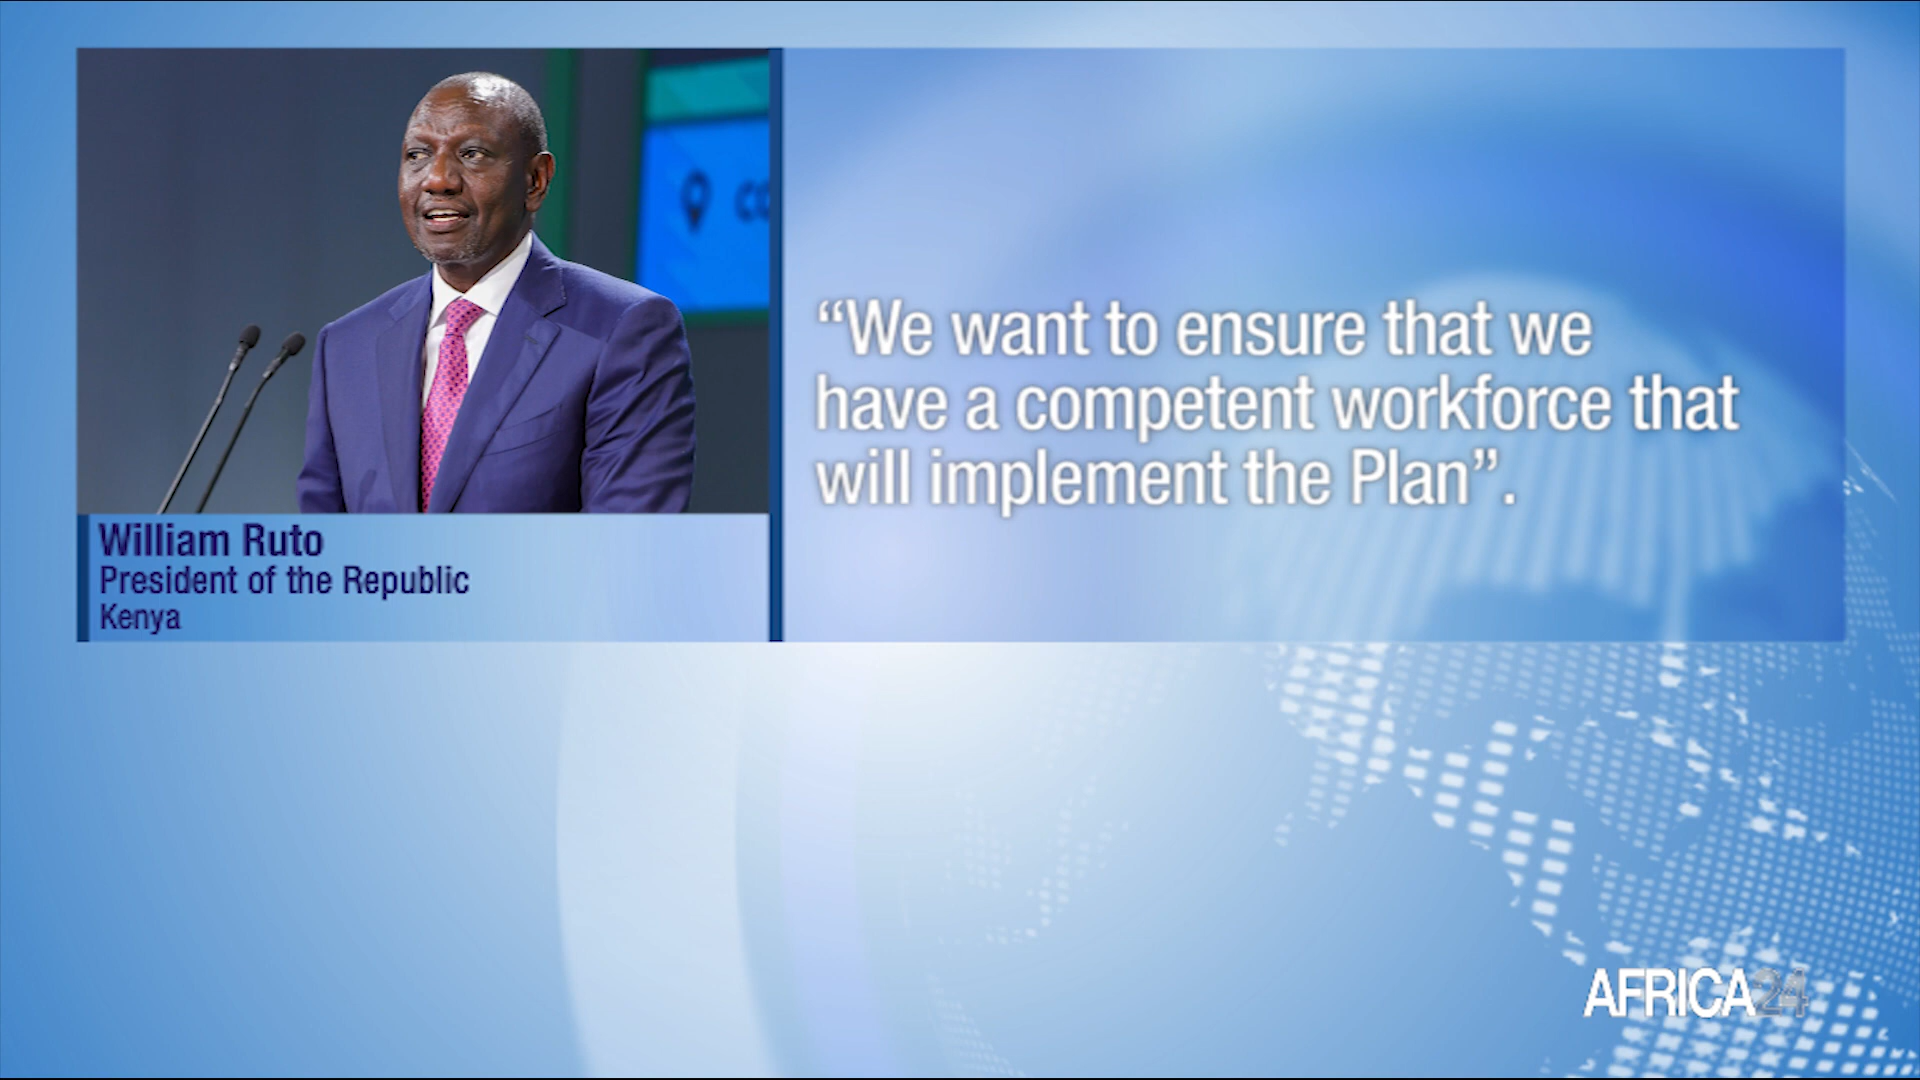 William Ruto
President of the Republic
Kenya
“We want to ensure that we
have a competent workforce that
will implement the Plan”.
AFRICA24